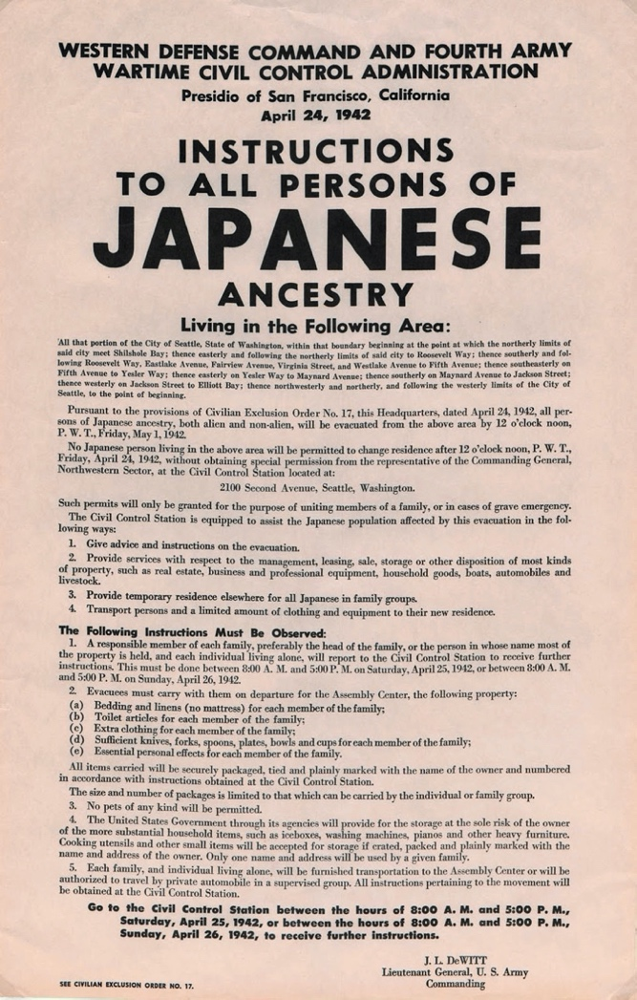 WESTERN DEFENSE COMMAND AND FOURTH ARMY
WARTIME CIVIL CONTROL ADMINISTRATION
Presidio of San Francisco, California
April 24, 1942
INSTRUCTIONS
TO ALL PERSONS OF
JAPANESE
ANCESTRY
Living in the Following Area:
All that portion of the City of Seattle, State of Washington, within that boundary beginning at the point at which the northerly limits of
said city meet Shilshole Bay; thence easterly and following the northerly limits of said city to Roosevelt Way; thence southerly and fol-
lowing Roosevelt Way, Eastlake Avenue, Fairview Avenue, Virginia Street, and Westlake Avenue to Fifth Avenue; thence southeasterly on
Fifth Avenue to Yesler Way; thence easterly on Yesler Way to Maynard Avenue; thence southerly on Maynard Avenue to Jackson Street;
thence westerly on Jackson Street to Elliott Bay; thence northwesterly and northerly, and following the westerly limits of the City of
Seattle, to the point of beginning.
Pursuant to the provisions of Civilian Exclusion Order No. 17, this Headquarters, dated April 24, 1942, all per-
sons of Japanese ancestry, both alien and non-alien, will be evacuated from the above area by 12 o'clock noon,
P. W. T., Friday, May 1, 1942.
No Japanese person living in the above area will be permitted to change residence after 12 o'clock noon, P. W. T.,
Friday, April 24, 1942, without obtaining special permission from the representative of the Commanding General,
Northwestern Sector, at the Civil Control Station located at:
2100 Second Avenue, Seattle, Washington.
Such permits will only be granted for the purpose of uniting members of a family, or in cases of grave emergency.
The Civil Control Station is equipped to assist the Japanese population affected by this evacuation in the fol-
lowing ways:
1. Give advice and instructions on the evacuation.
2. Provide services with respect to the management, leasing, sale, storage or other disposition of most kinds
of property, such as real estate, business and professional equipment, household goods, boats, automobiles and
livestock.
3. Provide temporary residence elsewhere for all Japanese in family groups.
4. Transport persons and a limited amount of clothing and equipment to their new residence.
The Following Instructions Must Be Observed:
1. A responsible member of each family, preferably the head of the family, or the person in whose name most of
the property is held, and each individual living alone, will report to the Civil Control Station to receive further
instructions. This must be done between 8:00 A. M. and 5:00 P. M. on Saturday, April 25, 1942, or between 8:00 A. M.
and 5:00 P. M. on Sunday, April 26, 1942.
2. Evacuees must carry with them on departure for the Assembly Center, the following property:
(a) Bedding and linens (no mattress) for each member of the family;
(b) Toilet articles for each member of the family;
(c) Extra clothing for each member of the family;
(d) Sufficient knives, forks, spoons, plates, bowls and cups for each member of the family;
(e) Essential personal effects for each member of the family.
All items carried will be securely packaged, tied and plainly marked with the name of the owner and numbered
in accordance with instructions obtained at the Civil Control Station.
The size and number of packages is limited to that which can be carried by the individual or family group.
3. No pets of any kind will be permitted.
4. The United States Government through its agencies will provide for the storage at the sole risk of the owner
of the more substantial household items, such as iceboxes, washing machines, pianos and other heavy furniture.
Cooking utensils and other small items will be accepted for storage if crated, packed and plainly marked with the
name and address of the owner. Only one name and address will be used by a given family.
5. Each family, and individual living alone, will be furnished transportation to the Assembly Center or will be
authorized to travel by private automobile in a supervised group. All instructions pertaining to the movement will
be obtained at the Civil Control Station.
Go to the Civil Control Station between the hours of 8:00 A. M. and 5:00 P. M.,
Saturday, April 25, 1942, or between the hours of 8:00 A. M. and 5:00 P. M.,
Sunday, April 26, 1942, to receive further instructions.
J. L. DeWITT
Lieutenant General, U. S. Army
Commanding
SEE CIVILIAN EXCLUSION ORDER NO. 17.